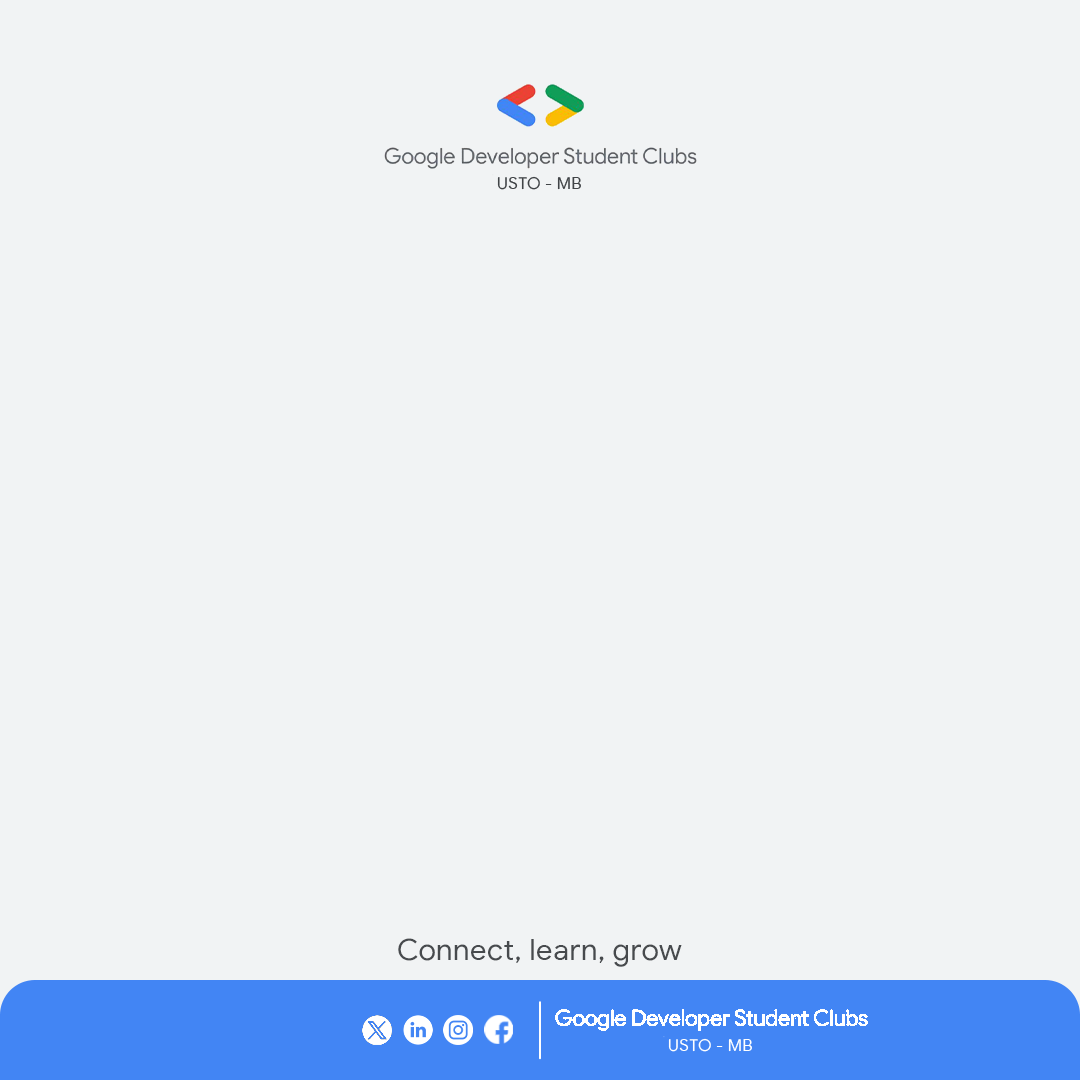 Google Developer Student Clubs
USTO - MB
Connect, learn, grow
Google Developer Student Clubs
USTO - MB